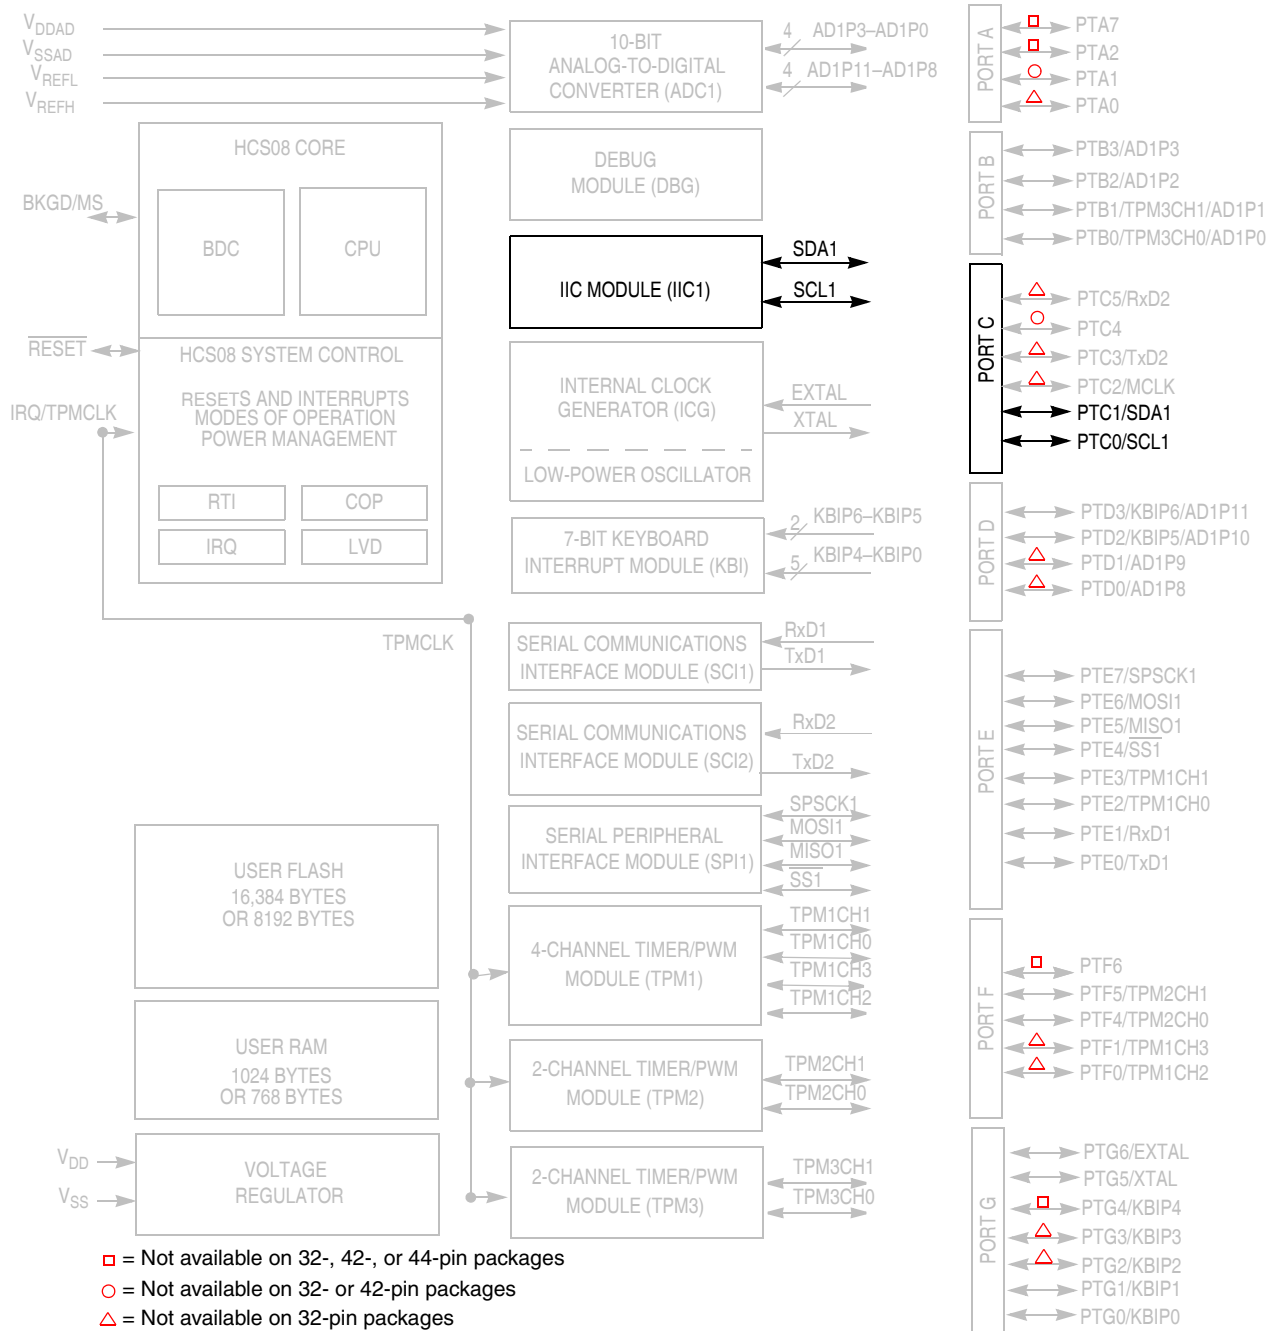 VDDAD
VSSAD
VREFL
VREFH
10-BIT
ANALOG-TO-DIGITAL
CONVERTER (ADC1)
4 AD1P3–AD1P0
4 AD1P11–AD1P8
HCS08 CORE
BDC
CPU
BKGD/MS
RESET
HCS08 SYSTEM CONTROL
RESETS AND INTERRUPTS
MODES OF OPERATION
POWER MANAGEMENT
IRQ/TPMCLK
RTI
COP
IRQ
LVD
TPMCLK
DEBUG
MODULE (DBG)
IIC MODULE (IIC1)
SDA1
SCL1
INTERNAL CLOCK
GENERATOR (ICG)
LOW-POWER OSCILLATOR
EXTAL
XTAL
7-BIT KEYBOARD
INTERRUPT MODULE (KBI)
2 KBIP6–KBIP5
5 KBIP4–KBIP0
SERIAL COMMUNICATIONS
INTERFACE MODULE (SCI1)
RxD1
TxD1
SERIAL COMMUNICATIONS
INTERFACE MODULE (SCI2)
RxD2
TxD2
SERIAL PERIPHERAL
INTERFACE MODULE (SPI1)
SPSCK1
MOSI1
MISO1
SS1
USER FLASH
16,384 BYTES
OR 8192 BYTES
4-CHANNEL TIMER/PWM
MODULE (TPM1)
TPM1CH1
TPM1CH0
TPM1CH3
TPM1CH2
USER RAM
1024 BYTES
OR 768 BYTES
2-CHANNEL TIMER/PWM
MODULE (TPM2)
TPM2CH1
TPM2CH0
VDD
VSS
VOLTAGE
REGULATOR
2-CHANNEL TIMER/PWM
MODULE (TPM3)
TPM3CH1
TPM3CH0
PORT A
PTA7
PTA2
PTA1
PTA0
PORT B
PTB3/AD1P3
PTB2/AD1P2
PTB1/TPM3CH1/AD1P1
PTB0/TPM3CH0/AD1P0
PORT C
PTC5/RxD2
PTC4
PTC3/TxD2
PTC2/MCLK
PTC1/SDA1
PTC0/SCL1
PORT D
PTD3/KBIP6/AD1P11
PTD2/KBIP5/AD1P10
PTD1/AD1P9
PTD0/AD1P8
PORT E
PTE7/SPSCK1
PTE6/MOSI1
PTE5/MISO1
PTE4/SS1
PTE3/TPM1CH1
PTE2/TPM1CH0
PTE1/RxD1
PTE0/TxD1
PORT F
PTF6
PTF5/TPM2CH1
PTF4/TPM2CH0
PTF1/TPM1CH3
PTF0/TPM1CH2
PORT G
PTG6/EXTAL
PTG5/XTAL
PTG4/KBIP4
PTG3/KBIP3
PTG2/KBIP2
PTG1/KBIP1
PTG0/KBIP0
= Not available on 32-, 42-, or 44-pin packages
= Not available on 32- or 42-pin packages
= Not available on 32-pin packages